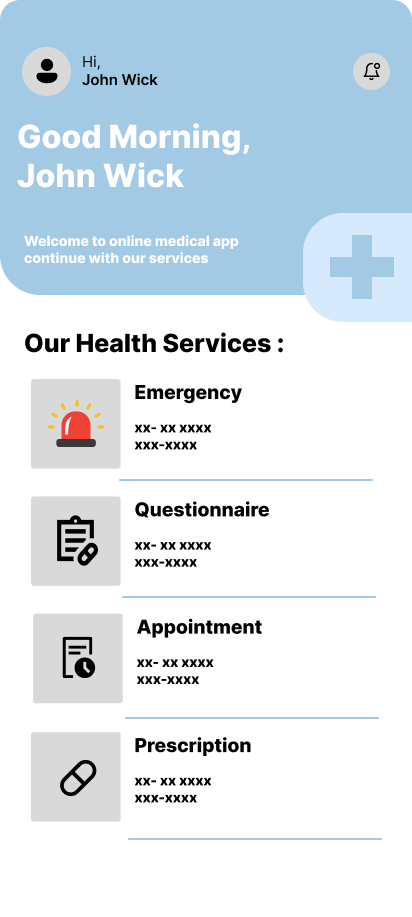 Hi,
John Wick
Good Morning,
John Wick
Welcome to online medical app
continue with our services
Our Health Services :
Emergency
xx- xx xxxx
xxx-xxxx
Questionnaire
xx- xx xxxx
xxx-xxxx
Appointment
xx- xx xxxx
xxx-xxxx
Prescription
xx- xx xxxx
xxx-xxxx